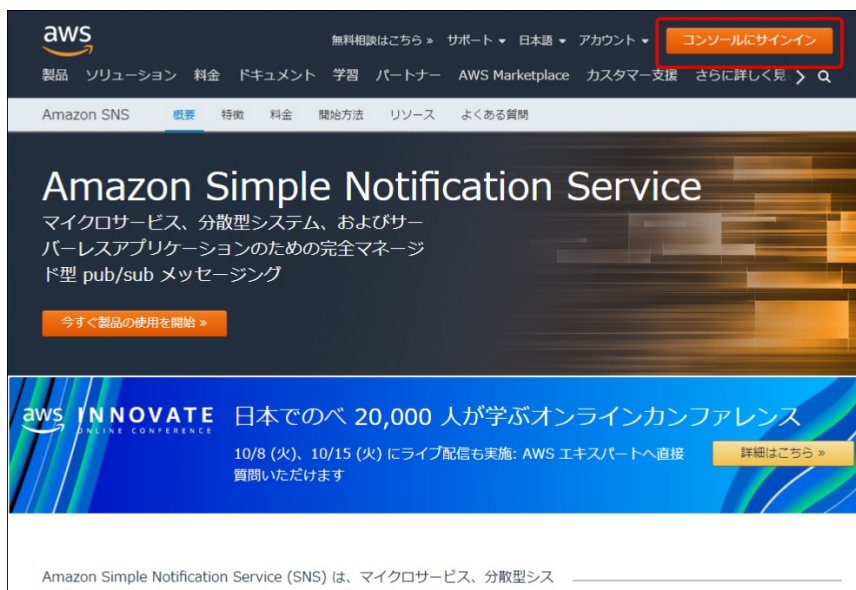 aws
無料相談はこちら » サポート ▾ 日本語 ▾ アカウント ▾ コンソールにサインイン
製品 ソリューション 料金 ドキュメント 学習 パートナー AWS Marketplace カスタマー支援 さらに詳しく見
Amazon SNS 概要 特徴 料金 開始方法 リソース よくある質問
Amazon Simple Notification Service
マイクロサービス、分散型システム、およびサー
バーレスアプリケーションのための完全マネージ
ド型 pub/sub メッセージング
今すぐ製品の使用を開始 »
aws INNOVATE
ONLINE CONFERENCE
日本でのべ 20,000 人が学ぶオンラインカンファレンス
10/8 (火)、10/15 (火) にライブ配信も実施: AWS エキスパートへ直接
質問いただけます
詳細はこちら »
Amazon Simple Notification Service (SNS) は、マイクロサービス、分散型シス